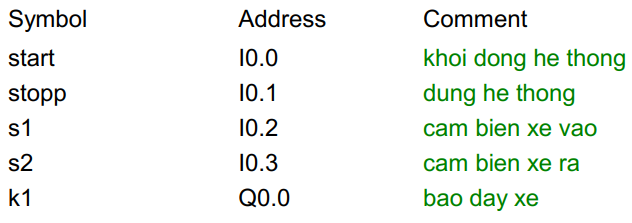 Symbol Address Comment
start I0.0 khoi dong he thong
stopp I0.1 dung he thong
s1 I0.2 cam bien xe vao
s2 I0.3 cam bien xe ra
k1 Q0.0 bao day xe